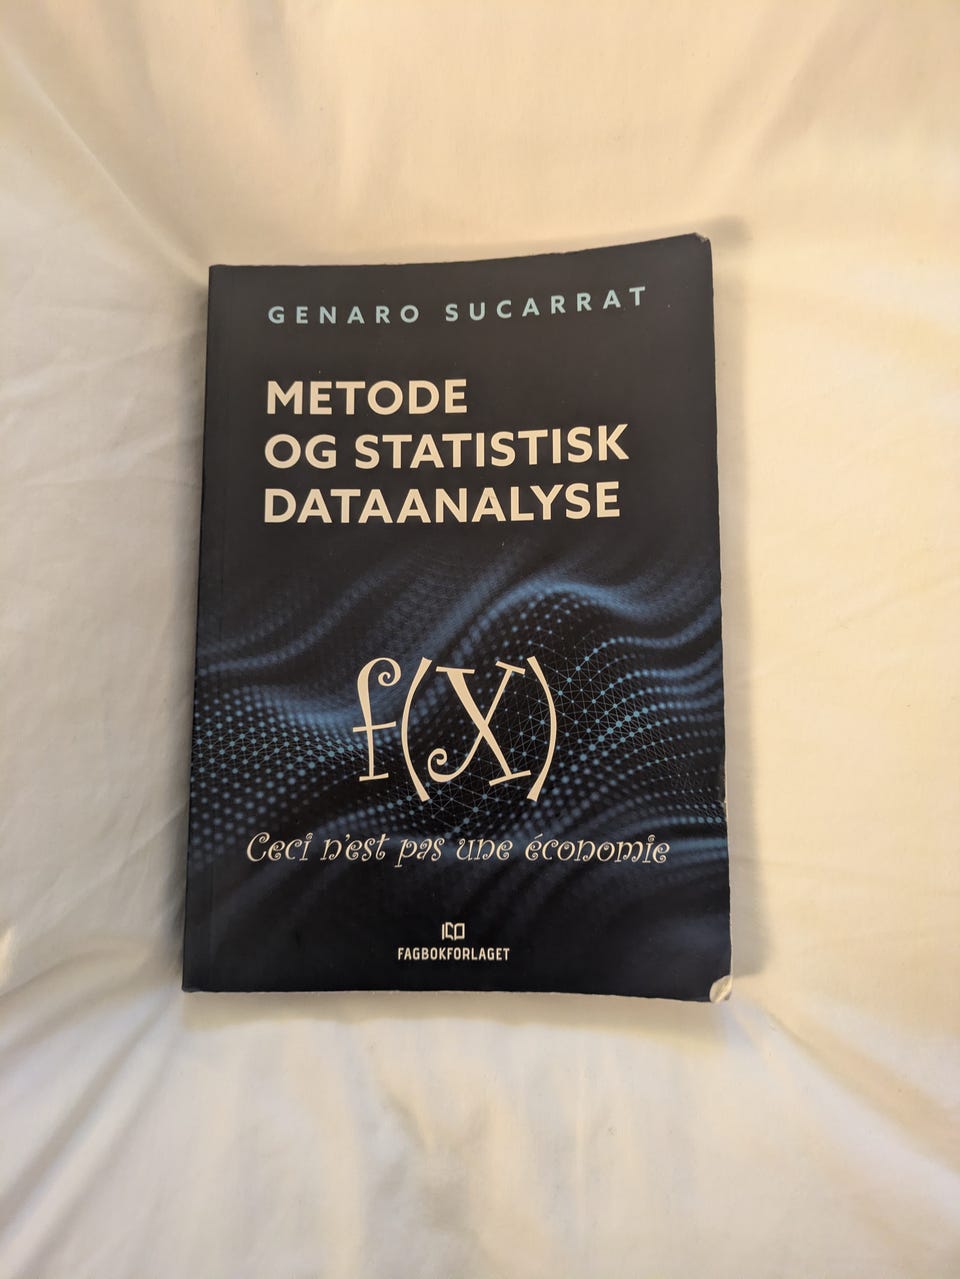 GENARO SUCARRAT
METODE
OG STATISTISK
DATAANALYSE
f(X)
Ceci n'est pas une économie
FAGBOKFORLAGET